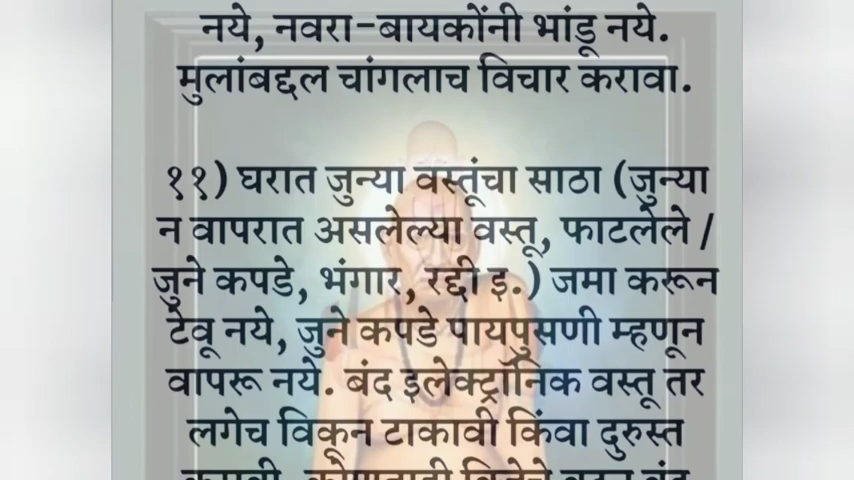 नये, नवरा-बायकोंनी भांडू नये.
मुलांबद्दल चांगलाच विचार करावा.
११) घरात जुन्या वस्तूंचा साठा (जुन्या
न वापरात असलेल्या वस्तू, फाटलेले /
जुने कपडे, भंगार, रद्दी इ.) जमा करून
ठेवू नये, जुने कपडे पायपुसणी म्हणून
वापरू नये. बंद इलेक्ट्रॉनिक वस्तू तर
लगेच विकून टाकावी किंवा दुरुस्त